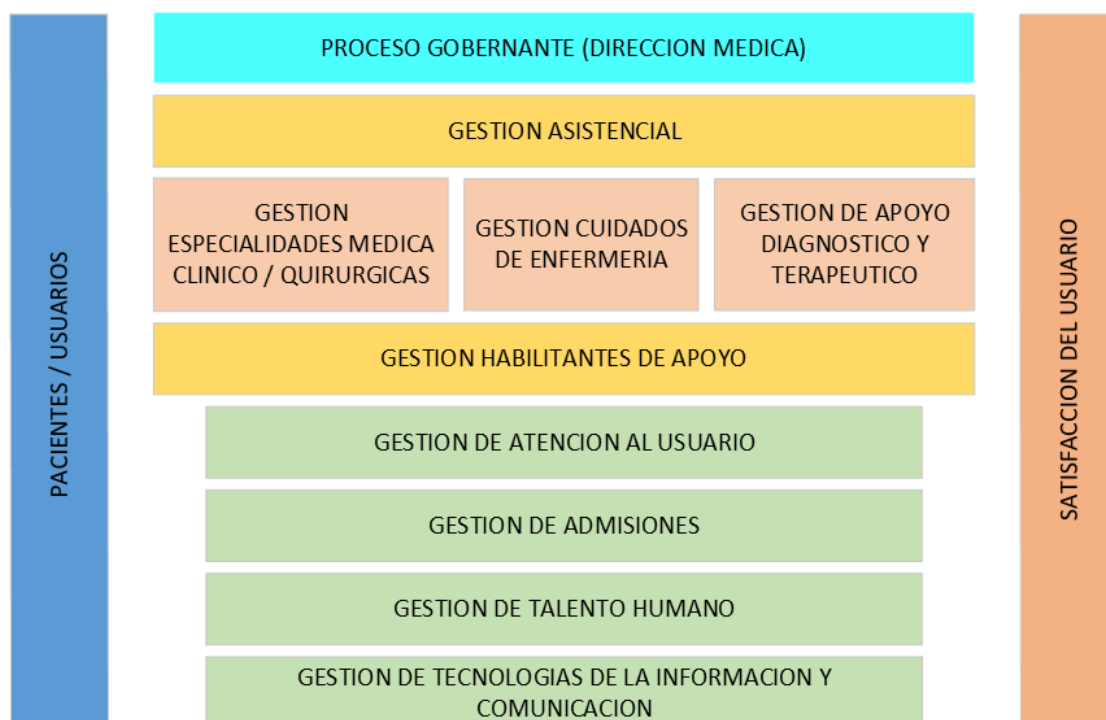 PACIENTES / USUARIOS
PROCESO GOBERNANTE (DIRECCION MEDICA)
GESTION ASISTENCIAL
GESTION
ESPECIALIDADES MEDICA
CLINICO / QUIRURGICAS
GESTION CUIDADOS
DE ENFERMERIA
GESTION DE APOYO
DIAGNOSTICO Y
TERAPEUTICO
GESTION HABILITANTES DE APOYO
GESTION DE ATENCION AL USUARIO
GESTION DE ADMISIONES
GESTION DE TALENTO HUMANO
GESTION DE TECNOLOGIAS DE LA INFORMACION Y
COMUNICACION
SATISFACCION DEL USUARIO